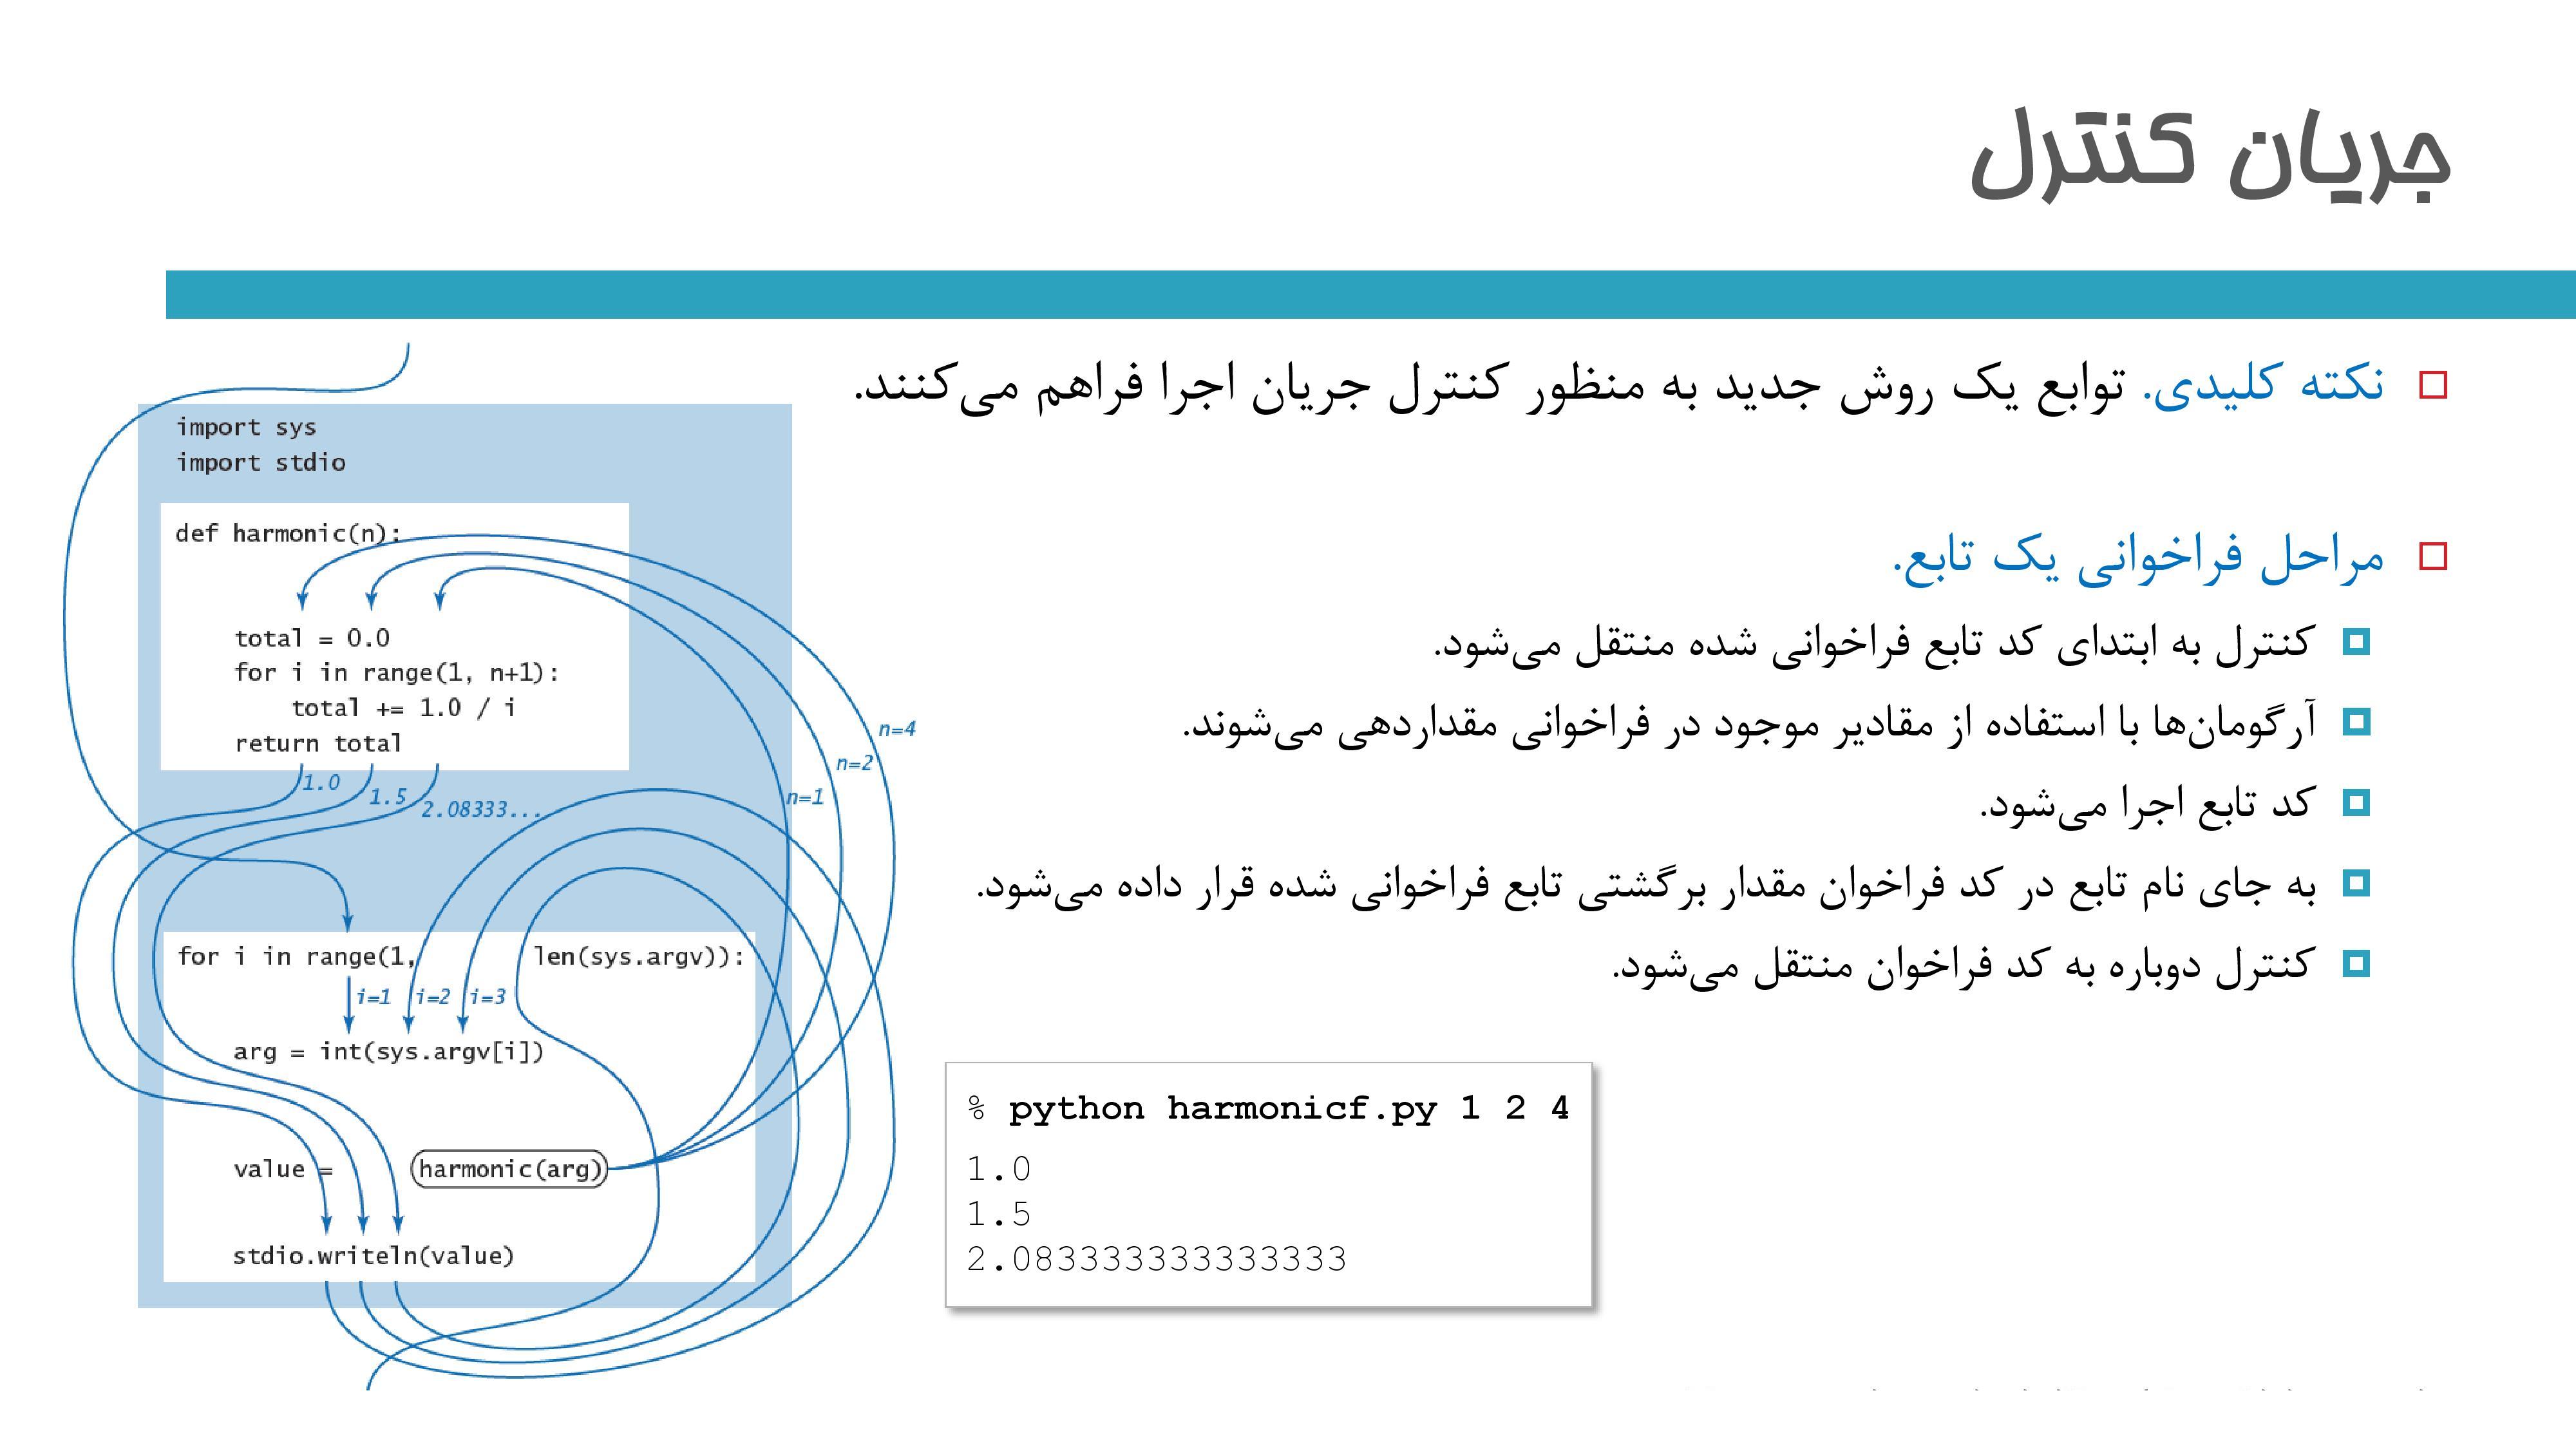 جریان کنترل
نکته کلیدی. توابع یک روش جدید به منظور کنترل جریان اجرا فراهم می‌کنند.
مراحل فراخوانی یک تابع.
کنترل به ابتدای کد تابع فراخوانی شده منتقل می‌شود.
آرگومان‌ها با استفاده از مقادیر موجود در فراخوانی مقداردهی می‌شوند.
کد تابع اجرا می‌شود.
به جای نام تابع در کد فراخوان مقدار برگشتی تابع فراخوانی شده قرار داده می‌شود.
کنترل دوباره به کد فراخوان منتقل می‌شود.
import sys
import stdio
def harmonic(n):
total = 0.0
for i in range(1, n+1):
total += 1.0 / i
return total
n=4
n=2
n=1
1.0
1.5
2.08333...
for i in range(1, len(sys.argv)):
i=1 i=2 i=3
arg = int(sys.argv[i])
value = harmonic(arg)
stdio.writeln(value)
% python harmonicf.py 1 2 4
1.0
1.5
2.083333333333333